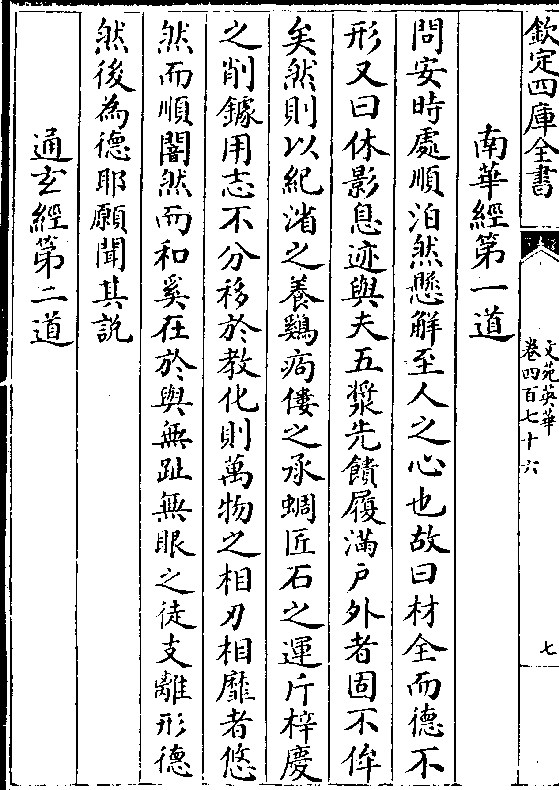 欽定四庫全書
文苑英華
卷四百七十六
七
南華經第一道
問安時處順泊然懸解至人之心也故曰材全而德不
形又曰休影息迹與夫五漿先饋履滿戶外者固不侔
矣然則以紀渻之養鷄痀僂之承蜩匠石之運斤梓慶
之削鐻用志不分移於教化則萬物之相刃相靡者悠
然而順闇然而和奚在於與無趾無眼之徒支離形德
然後為德耶願聞其説
通玄經第二道